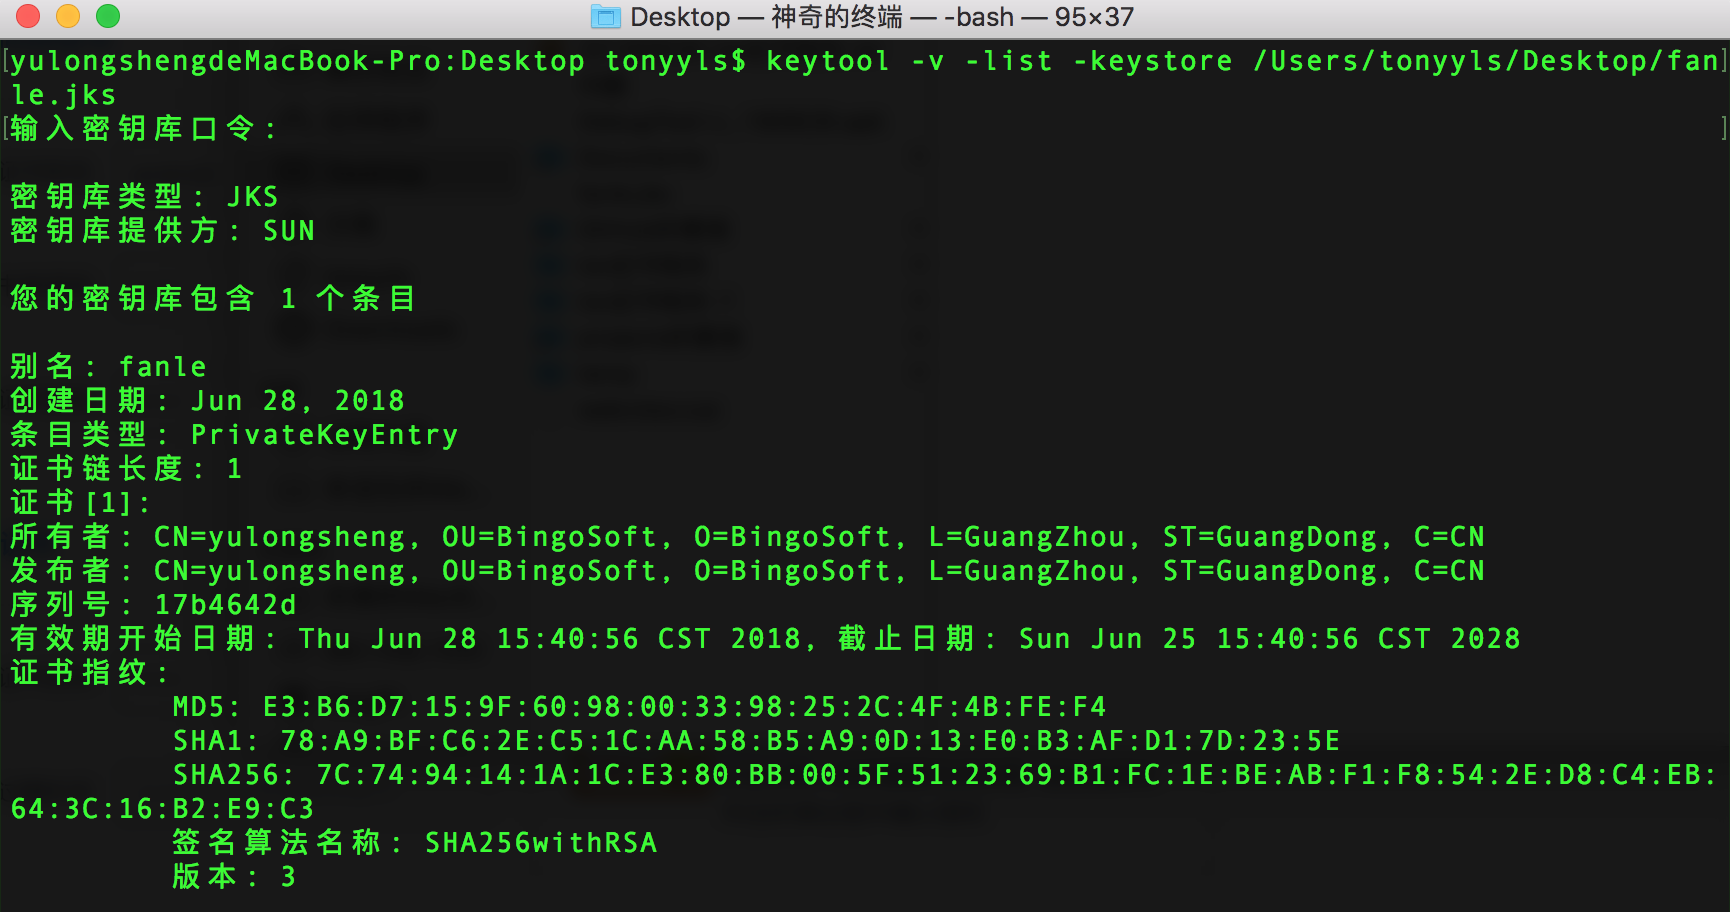 Desktop — 神奇的终端 — -bash — 95×37
[yulongshengdeMacBook-Pro:Desktop tonyyls$ keytool -v -list -keystore /Users/tonyyls/Desktop/fan]
le.jks
[输入密钥库口令:  ]
密钥库类型: JKS
密钥库提供方: SUN
您的密钥库包含 1 个条目
别名: fanle
创建日期: Jun 28, 2018
条目类型: PrivateKeyEntry
证书链长度: 1
证书[1]:
所有者: CN=yulongsheng, OU=BingoSoft, O=BingoSoft, L=GuangZhou, ST=GuangDong, C=CN
发布者: CN=yulongsheng, OU=BingoSoft, O=BingoSoft, L=GuangZhou, ST=GuangDong, C=CN
序列号: 17b4642d
有效期开始日期: Thu Jun 28 15:40:56 CST 2018, 截止日期: Sun Jun 25 15:40:56 CST 2028
证书指纹:
MD5: E3:B6:D7:15:9F:60:98:00:33:98:25:2C:4F:4B:FE:F4
SHA1: 78:A9:BF:C6:2E:C5:1C:AA:58:B5:A9:0D:13:E0:B3:AF:D1:7D:23:5E
SHA256: 7C:74:94:14:1A:1C:E3:80:BB:00:5F:51:23:69:B1:FC:1E:BE:AB:F1:F8:54:2E:D8:C4:EB:
64:3C:16:B2:E9:C3
签名算法名称: SHA256withRSA
版本: 3